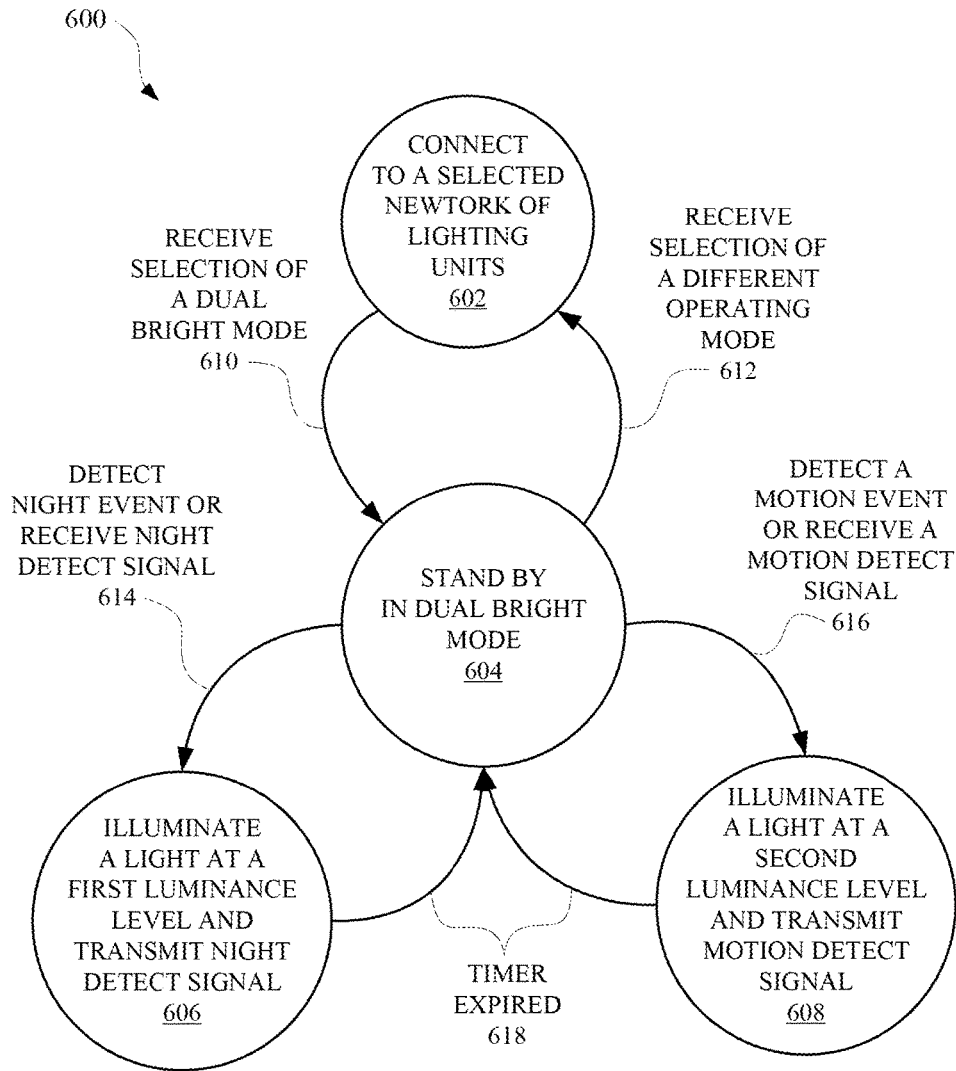 600
CONNECT
TO A SELECTED
NEWTORK OF
LIGHTING
UNITS
602
RECEIVE
SELECTION OF
A DUAL
BRIGHT MODE
610
RECEIVE
SELECTION OF
A DIFFERENT
OPERATING
MODE
612
DETECT
NIGHT EVENT OR
RECEIVE NIGHT
DETECT SIGNAL
614
STAND BY
IN DUAL BRIGHT
MODE
604
DETECT A
MOTION EVENT
OR RECEIVE A
MOTION DETECT
SIGNAL
616
ILLUMINATE
A LIGHT AT A
FIRST LUMINANCE
LEVEL AND
TRANSMIT NIGHT
DETECT SIGNAL
606
TIMER
EXPIRED
618
ILLUMINATE
A LIGHT AT A
SECOND
LUMINANCE LEVEL
AND TRANSMIT
MOTION DETECT
SIGNAL
608